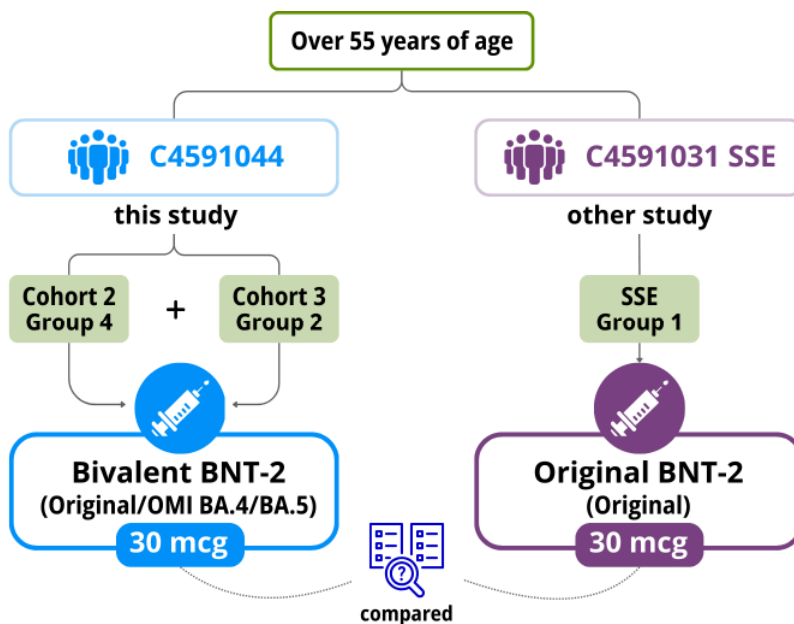 Over 55 years of age
C4591044
C4591031 SSE
this study
other study
Cohort 2
Group 4
+
Cohort 3
Group 2
SSE
Group 1
Bivalent BNT-2
(Original/OMI BA.4/BA.5)
30 mcg
Original BNT-2
(Original)
30 mcg
?
compared